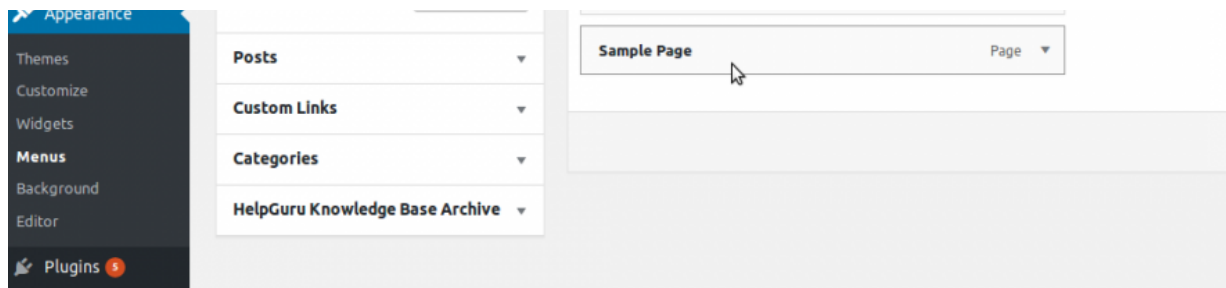 Appearance
Themes
Customize
Widgets
Menus
Background
Editor
Plugins 5
Posts
Custom Links
Categories
HelpGuru Knowledge Base Archive
Sample Page Page